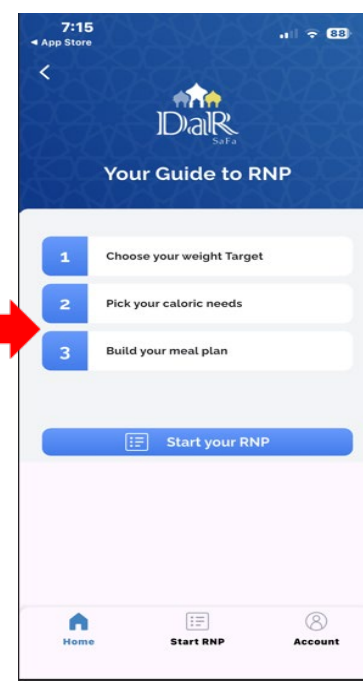 7:15
88
◄ App Store
DaR
SaFa
Your Guide to RNP
1 Choose your weight Target
2 Pick your caloric needs
3 Build your meal plan
Start your RNP
Home Start RNP Account